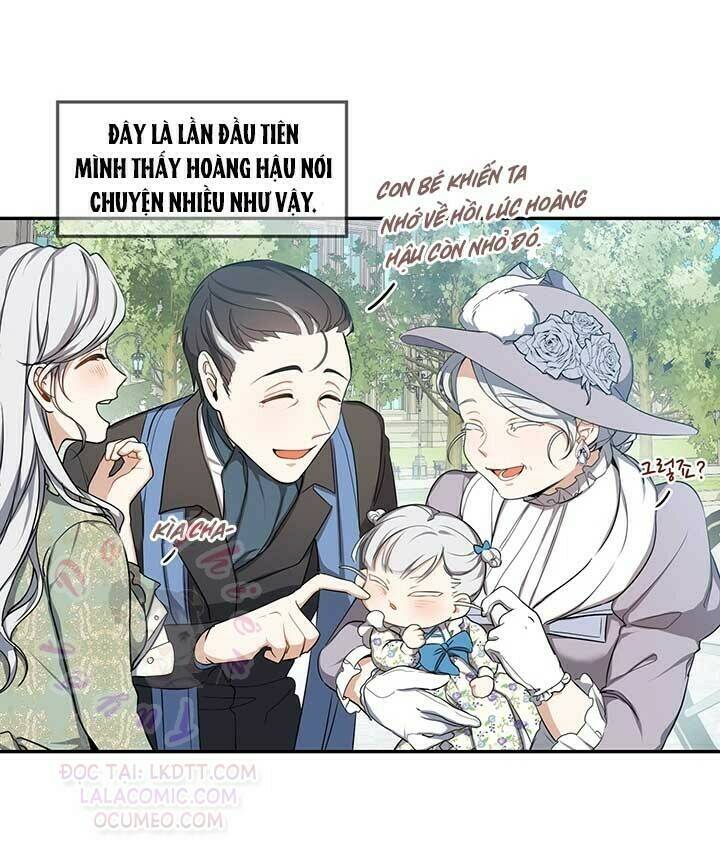 ĐÂY LÀ LẦN ĐẦU TIÊN
MÌNH THẤY HOÀNG HẬU NÓI
CHUYỆN NHIỀU NHƯ VẬY.
CON BÉ KHIẾN TA
NHỚ VỀ HỒI LÚC HOÀNG
HẬU CÒN NHỎ ĐÓ.
그렇죠?
KÌA CHA-
ĐỌC TẠI: LKDTT.COM
LALACOMIC.COM
OCUMEO.COM